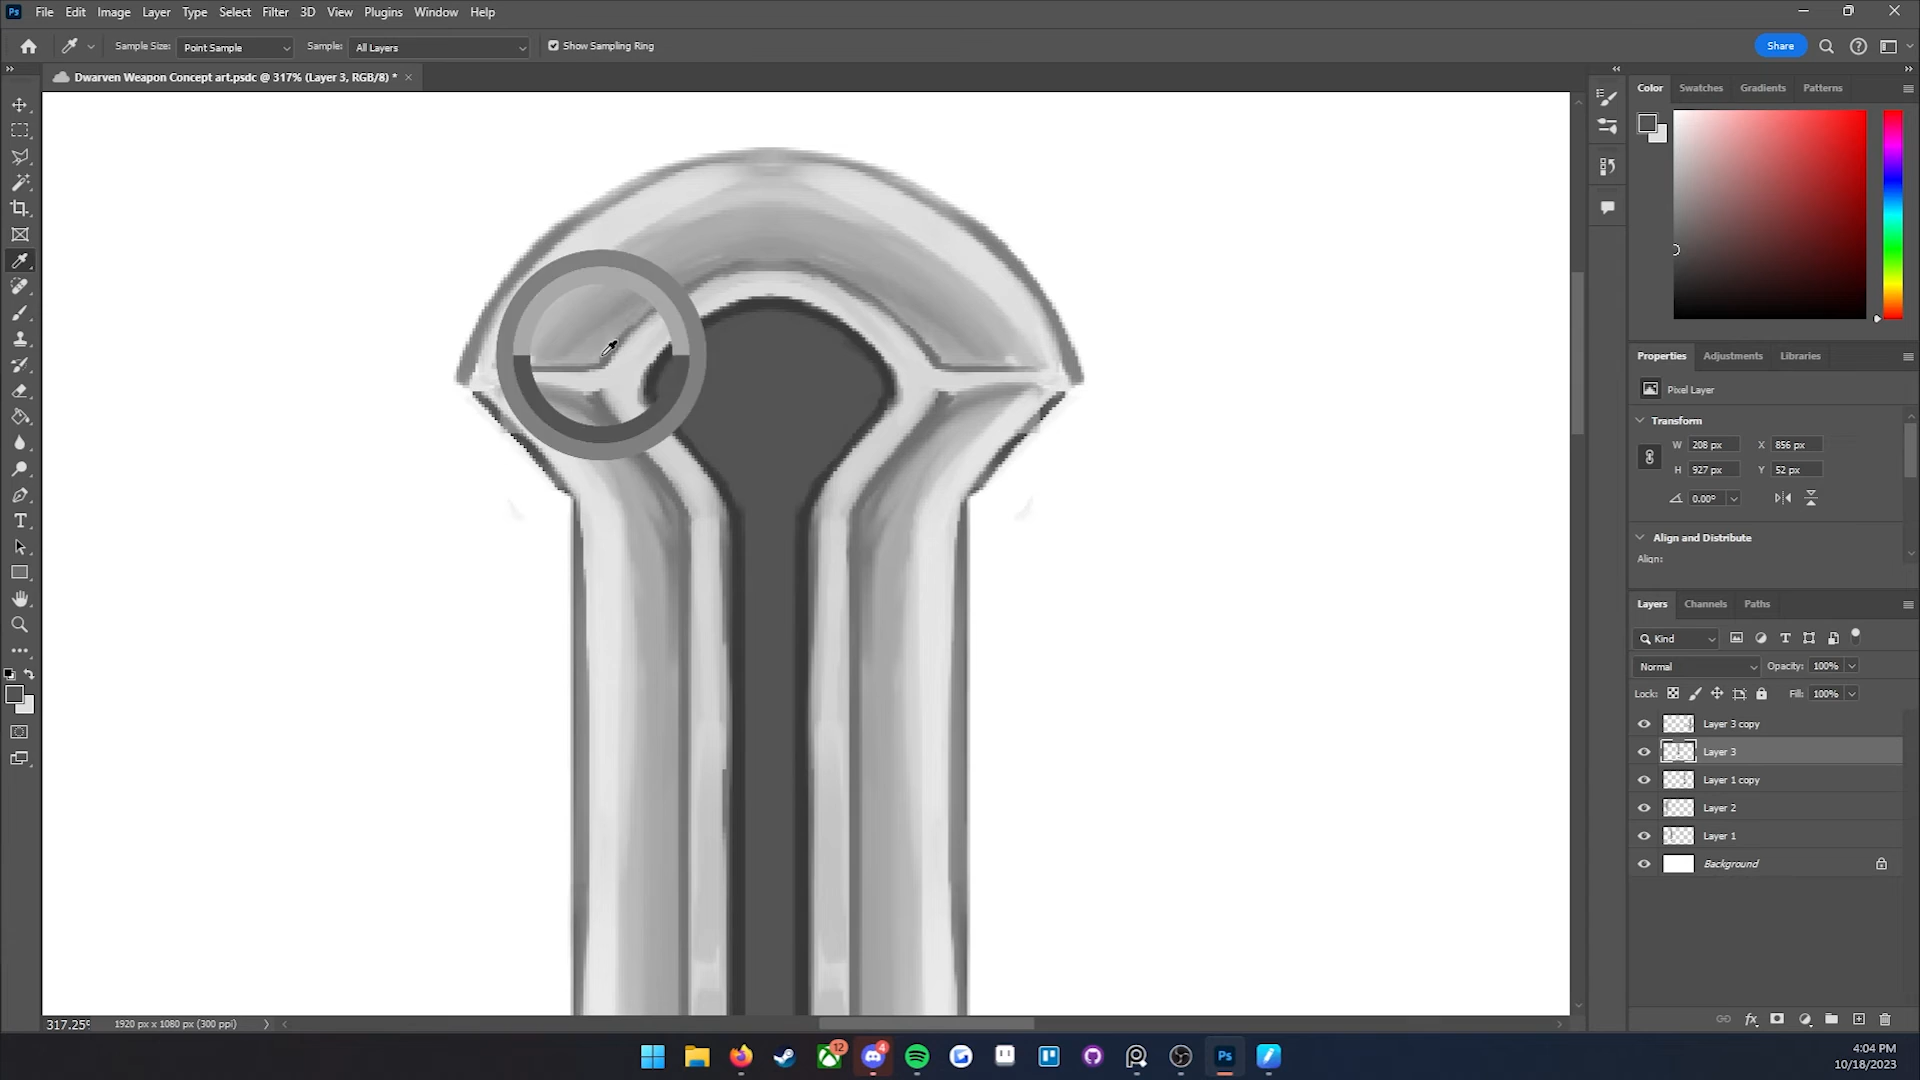 Ps File Edit Image Layer Type Select Filter 3D View Plugins Window Help
Sample Size: Point Sample Sample: All Layers Show Sampling Ring Share
Dwarven Weapon Concept art.psdc @ 317% (Layer 3, RGB/8) *
Color Swatches Gradients Patterns
Properties Adjustments Libraries
Pixel Layer
Transform
W 208 px X 856 px
H 927 px Y 52 px
0.00°
Align and Distribute
Align:
Layers Channels Paths
Kind
Normal Opacity: 100%
Lock: Fill: 100%
Layer 3 copy
Layer 3
Layer 1 copy
Layer 2
Layer 1
Background
317.25%
1920 px x 1080 px (300 ppi)
12
4
Ps
4:04 PM
10/18/2023